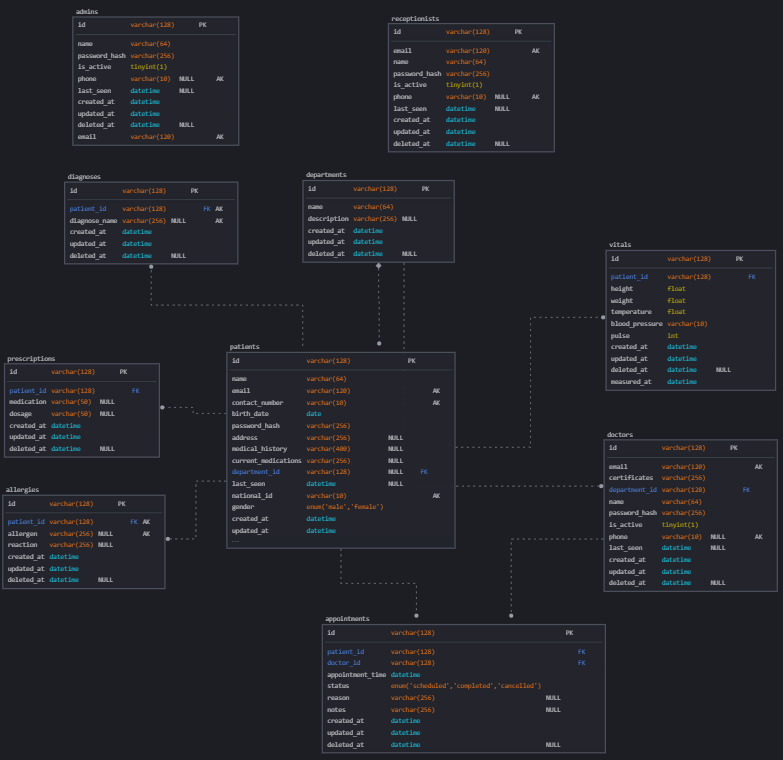 admins
id varchar(128) PK
name varchar(64)
password_hash varchar(256)
is_active tinyint(1)
phone varchar(10) NULL AK
last_seen datetime NULL
created_at datetime
updated_at datetime
deleted_at datetime NULL
email varchar(120) AK
receptionists
id varchar(128) PK
email varchar(120) AK
name varchar(64)
password_hash varchar(256)
is_active tinyint(1)
phone varchar(10) NULL AK
last_seen datetime NULL
created_at datetime
updated_at datetime
deleted_at datetime NULL
diagnoses
id varchar(128) PK
patient_id varchar(128) FK AK
diagnose_name varchar(256) NULL AK
created_at datetime
updated_at datetime
deleted_at datetime NULL
departments
id varchar(128) PK
name varchar(64)
description varchar(256) NULL
created_at datetime
updated_at datetime
deleted_at datetime NULL
vitals
id varchar(128) PK
patient_id varchar(128) FK
height float
weight float
temperature float
blood_pressure varchar(10)
pulse int
created_at datetime
updated_at datetime
deleted_at datetime NULL
measured_at datetime
prescriptions
id varchar(128) PK
patient_id varchar(128) FK
medication varchar(50) NULL
dosage varchar(50) NULL
created_at datetime
updated_at datetime
deleted_at datetime NULL
patients
id varchar(128) PK
name varchar(64)
email varchar(120) AK
contact_number varchar(10) AK
birth_date date
password_hash varchar(256)
address varchar(256) NULL
medical_history varchar(400) NULL
current_medications varchar(256) NULL
department_id varchar(128) NULL FK
last_seen datetime NULL
national_id varchar(10) AK
gender enum('male','female')
created_at datetime
updated_at datetime
...
doctors
id varchar(128) PK
email varchar(120) AK
certificates varchar(256)
department_id varchar(128) FK
name varchar(64)
password_hash varchar(256)
is_active tinyint(1)
phone varchar(10) NULL AK
last_seen datetime NULL
created_at datetime
updated_at datetime
deleted_at datetime NULL
allergies
id varchar(128) PK
patient_id varchar(128) FK AK
allergen varchar(256) NULL AK
reaction varchar(256) NULL
created_at datetime
updated_at datetime
deleted_at datetime NULL
appointments
id varchar(128) PK
patient_id varchar(128) FK
doctor_id varchar(128) FK
appointment_time datetime
status enum('scheduled','completed','cancelled')
reason varchar(256) NULL
notes varchar(256) NULL
created_at datetime
updated_at datetime
deleted_at datetime NULL